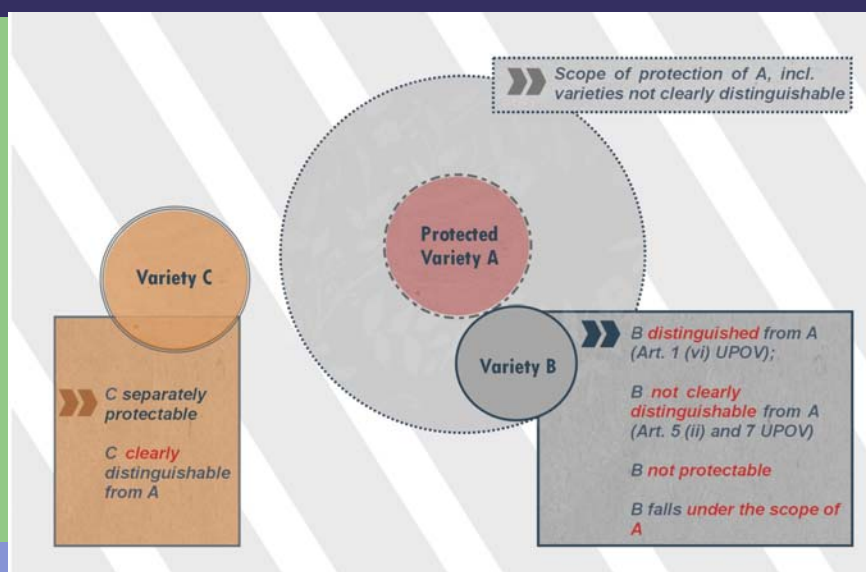 Scope of protection of A, incl.
varieties not clearly distinguishable
Protected
Variety A
Variety C
Variety B
C separately
protectable
C clearly
distinguishable
from A
B distinguished from A
(Art. 1 (vi) UPOV);
B not clearly
distinguishable from A
(Art. 5 (ii) and 7 UPOV)
B not protectable
B falls under the scope of
A